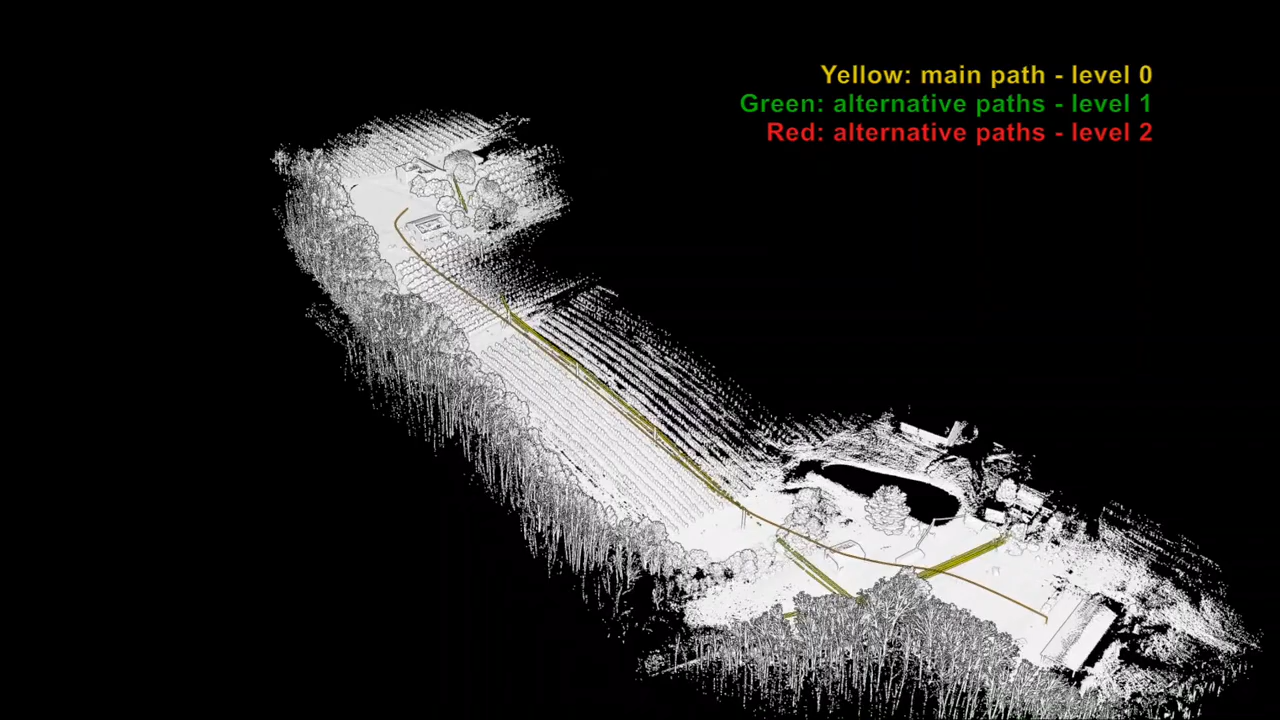 Yellow: main path - level 0
Green: alternative paths - level 1
Red: alternative paths - level 2